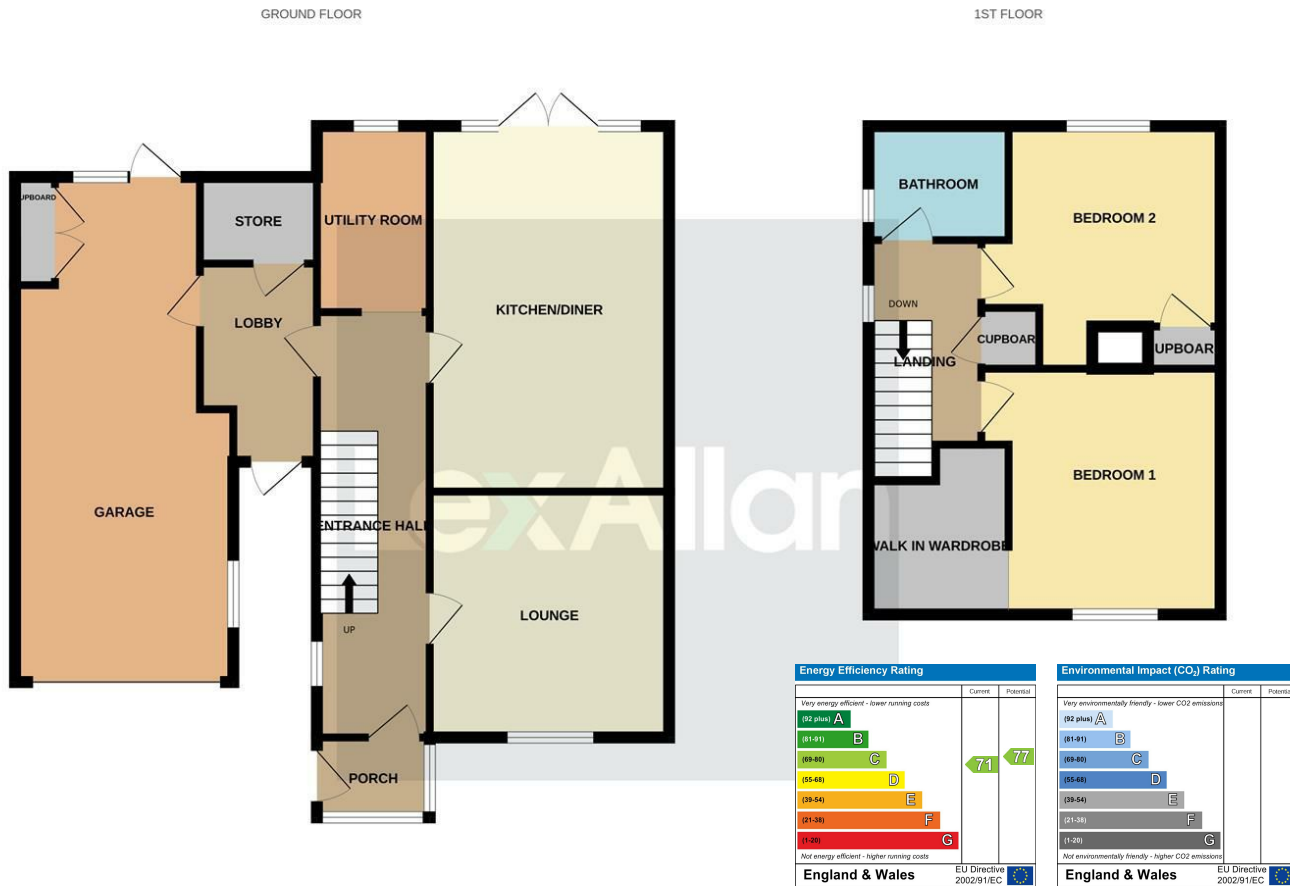 GROUND FLOOR
1ST FLOOR
UPBOARD
STORE
UTILITY ROOM
KITCHEN/DINER
LOBBY
GARAGE
ENTRANCE HALL
UP
LOUNGE
PORCH
LexAllan
BATHROOM
BEDROOM 2
DOWN
CUPBOAR
UPBOAR
LANDING
BEDROOM 1
WALK IN WARDROBE
Energy Efficiency Rating
Current Potential
Very energy efficient - lower running costs
(92 plus) A
(81-91) B
(69-80) C
71
77
(55-68) D
(39-54) E
(21-38) F
(1-20) G
Not energy efficient - higher running costs
England & Wales
EU Directive
2002/91/EC
Environmental Impact (CO₂) Rating
Current Potential
Very environmentally friendly - lower CO2 emissions
(92 plus) A
(81-91) B
(69-80) C
(55-68) D
(39-54) E
(21-38) F
(1-20) G
Not environmentally friendly - higher CO2 emissions
England & Wales
EU Directive
2002/91/EC